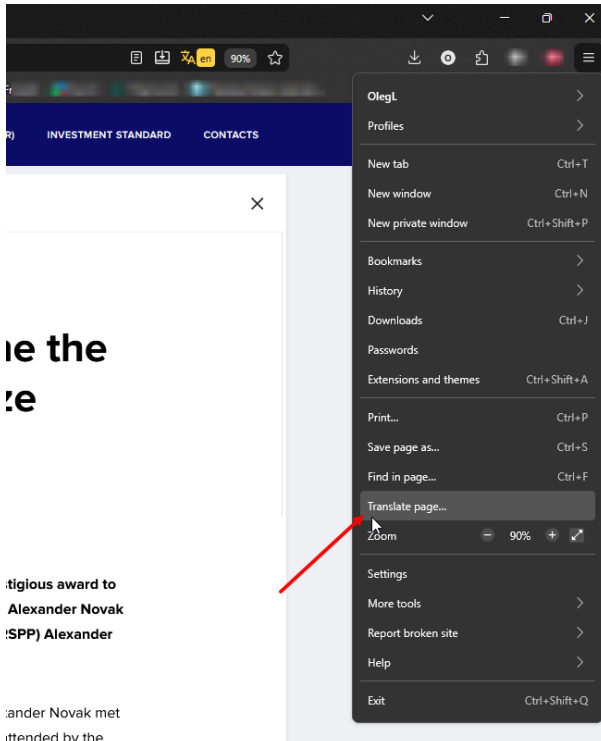 en
90%
R)
INVESTMENT STANDARD
CONTACTS
the
ze
tigious award to
Alexander Novak
SPP) Alexander
ander Novak met
ttended by the
OlegL
Profiles
New tab Ctrl+T
New window Ctrl+N
New private window Ctrl+Shift+P
Bookmarks
History
Downloads Ctrl+J
Passwords
Extensions and themes Ctrl+Shift+A
Print... Ctrl+P
Save page as... Ctrl+S
Find in page... Ctrl+F
Translate page...
Zoom 90%
Settings
More tools
Report broken site
Help
Exit Ctrl+Shift+Q